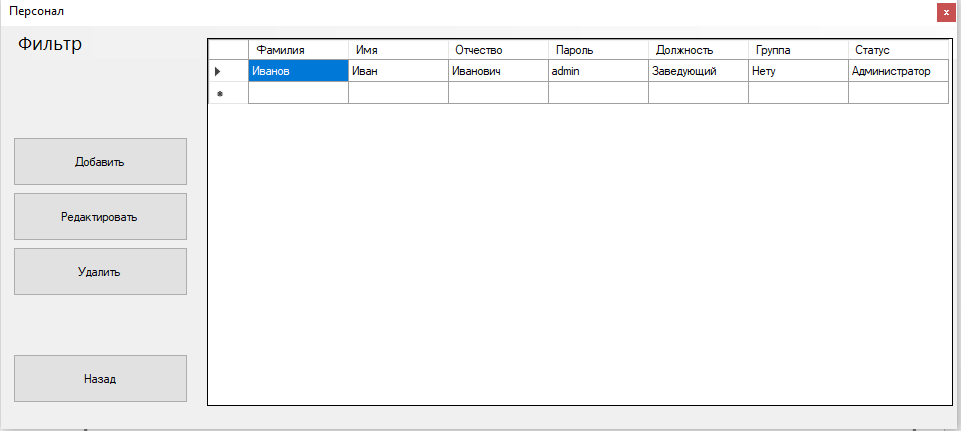 Персонал
x
Фильтр
Фамилия Имя Отчество Пароль Должность Группа Статус
Иванов Иван Иванович admin Заведующий Нету Администратор
Добавить
Редактировать
Удалить
Назад